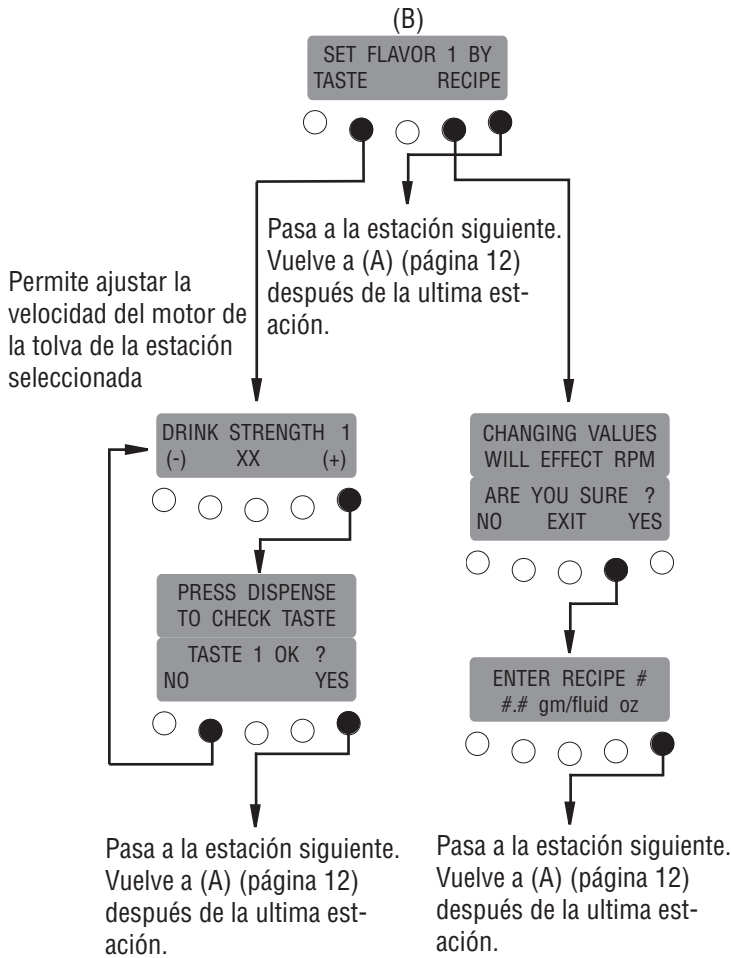 (B)
SET FLAVOR 1 BY
TASTE RECIPE
Pasa a la estación siguiente.
Vuelve a (A) (página 12)
después de la ultima est-
ación.
Permite ajustar la
velocidad del motor de
la tolva de la estación
seleccionada
DRINK STRENGTH 1
(-) XX (+)
PRESS DISPENSE
TO CHECK TASTE
TASTE 1 OK ?
NO YES
Pasa a la estación siguiente.
Vuelve a (A) (página 12)
después de la ultima est-
ación.
CHANGING VALUES
WILL EFFECT RPM
ARE YOU SURE ?
NO EXIT YES
ENTER RECIPE #
#.# gm/fluid oz
Pasa a la estación siguiente.
Vuelve a (A) (página 12)
después de la ultima est-
ación.